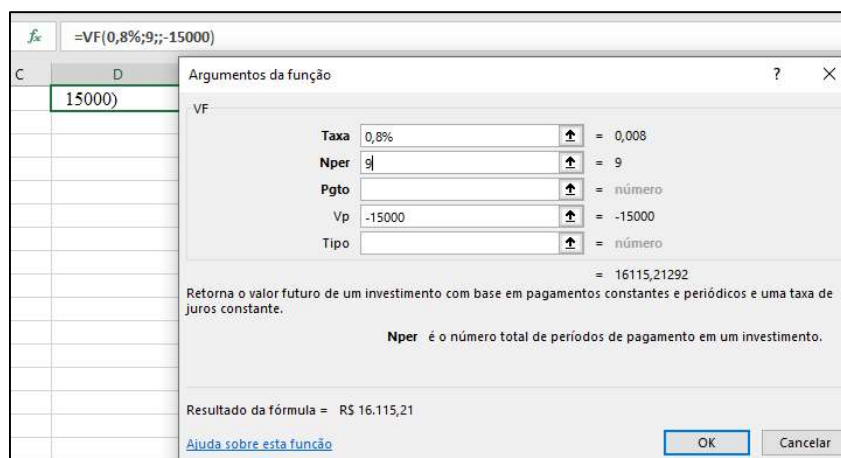 fx =VF(0,8%;9;;-15000)
C D
15000)
Argumentos da função ? ×
VF
Taxa 0,8% = 0,008
Nper 9 = 9
Pgto = número
Vp -15000 = -15000
Tipo = número
= 16115,21292
Retorna o valor futuro de um investimento com base em pagamentos constantes e periódicos e uma taxa de
juros constante.
Nper é o número total de períodos de pagamento em um investimento.
Resultado da fórmula = R$ 16.115,21
Ajuda sobre esta função OK Cancelar